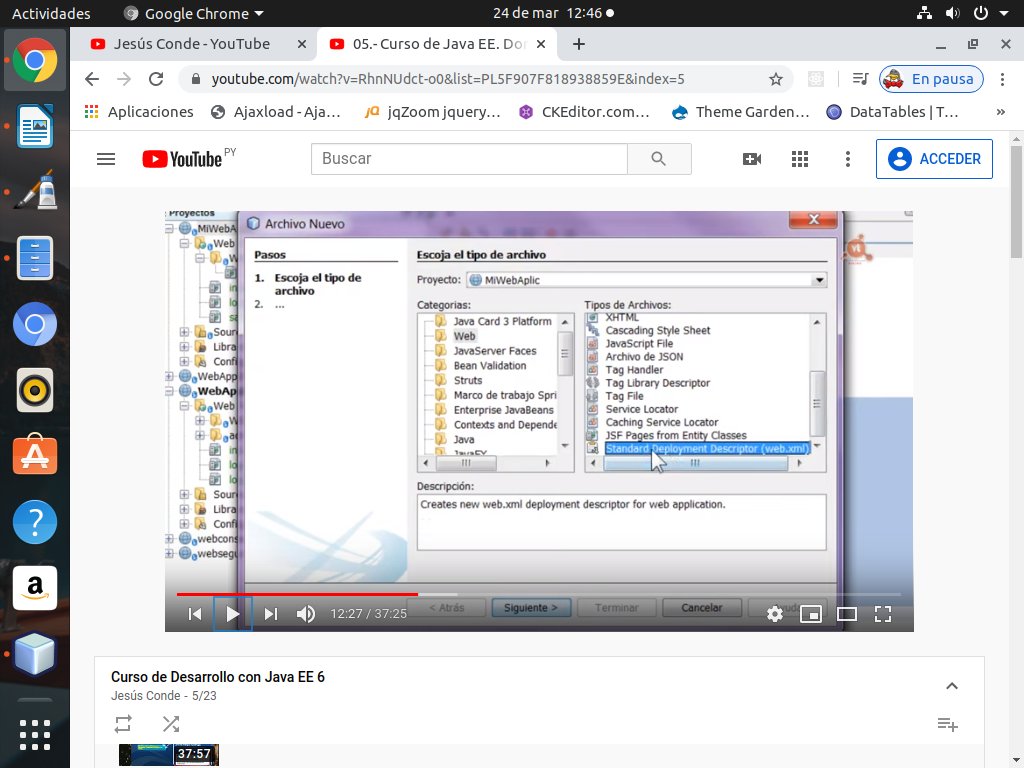 Actividades
Google Chrome
24 de mar 12:46
Jesús Conde - YouTube
05.- Curso de Java EE. Dor
youtube.com/watch?v=RhnNUdct-o0&list=PL5F907F818938859E&index=5
En pausa
Aplicaciones
Ajaxload - Aja...
jqZoom jquery...
CKEditor.com...
Theme Garden...
DataTables | T...
»
YouTube PY
Buscar
ACCEDER
Proyectos
MiWebA
Web
W
in
lo
sa
Sour
Libra
Confi
WebApp
WebAp
Web
W
ac
in
lo
Sour
Libra
Confi
webcons
websegu
Archivo Nuevo
Pasos
1. Escoja el tipo de
archivo
2. ...
Escoja el tipo de archivo
Proyecto:
MiWebAplic
Categorías:
Java Card 3 Platform
Web
JavaServer Faces
Bean Validation
Struts
Marco de trabajo Spri
Enterprise JavaBeans
Contexts and Depende
Java
JavaFX
Tipos de Archivos:
XHTML
Cascading Style Sheet
JavaScript File
Archivo de JSON
Tag Handler
Tag Library Descriptor
Tag File
Service Locator
Caching Service Locator
JSF Pages from Entity Classes
Standard Deployment Descriptor (web.xml)
Descripción:
Creates new web.xml deployment descriptor for web application.
< Atrás
Siguiente >
Terminar
Cancelar
Ayuda
12:27 / 37:25
Curso de Desarrollo con Java EE 6
Jesús Conde - 5/23
37:57